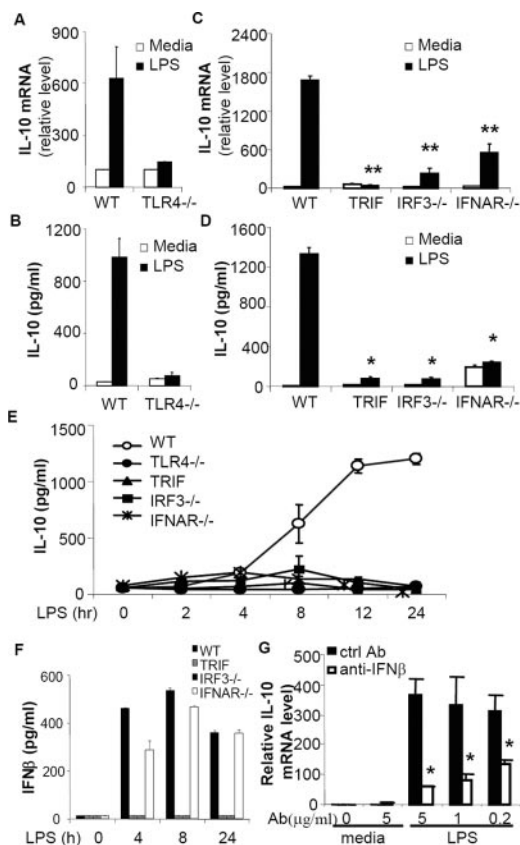 A
900
600
300
0
IL-10 mRNA
(relative level)
Media
LPS
WT TLR4-/-
B
1200
800
400
0
IL-10 (pg/ml)
Media
LPS
WT TLR4-/-
C
1800
1200
600
0
IL-10 mRNA
(relative level)
Media
LPS
** ** **
WT TRIF IRF3-/- IFNAR-/-
D
1600
1200
800
400
0
IL-10 (pg/ml)
Media
LPS
* * *
WT TRIF IRF3-/- IFNAR-/-
E
1300
1000
500
250
0
IL-10 (pg/ml)
WT
TLR4-/-
TRIF
IRF3-/-
IFNAR-/-
LPS (hr) 0 2 4 8 12 24
F
600
400
200
0
IFNβ (pg/ml)
WT
TRIF
IRF3-/-
IFNAR-/-
LPS (h) 0 4 8 24
G
500
400
300
200
100
0
Relative IL-10
mRNA level
ctrl Ab
anti-IFNβ
* * *
Ab(μg/ml) 0 5 5 1 0.2
media LPS